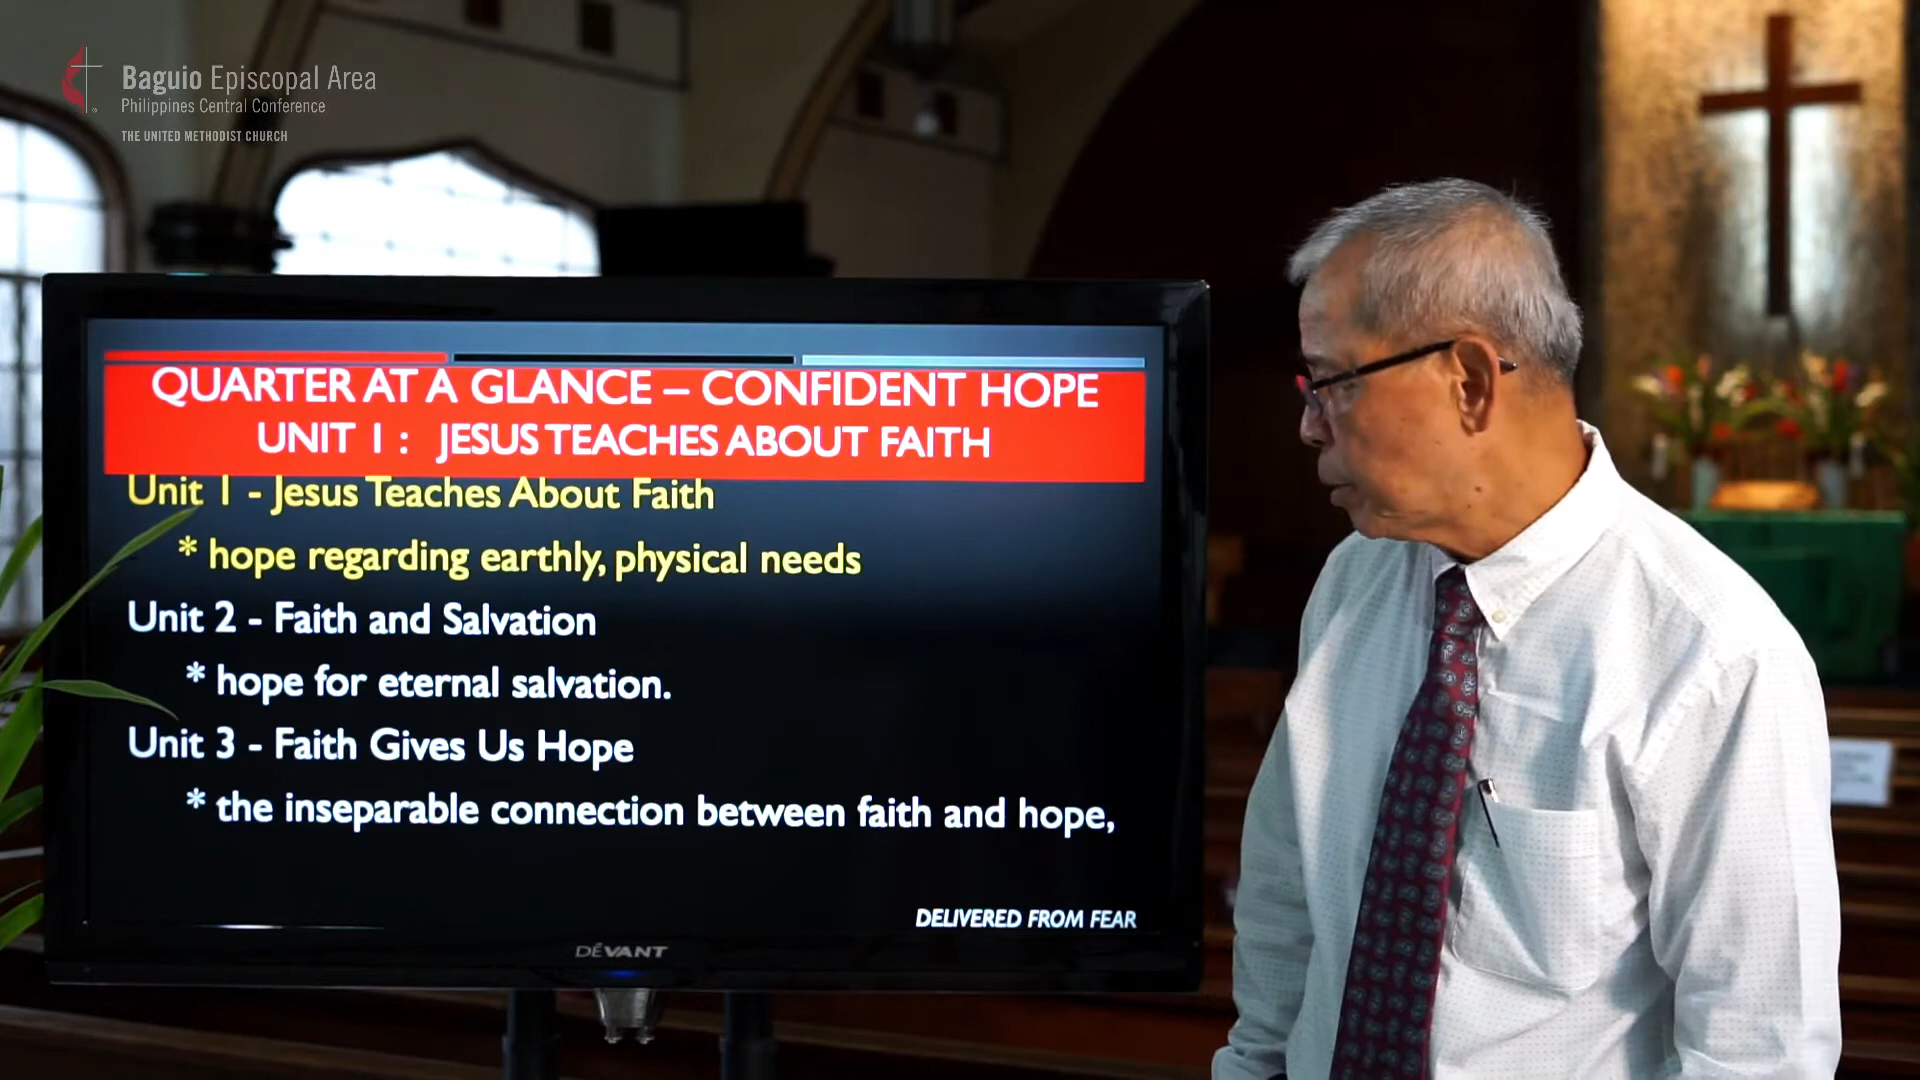 Baguio Episcopal Area
Philippines Central Conference
THE UNITED METHODIST CHURCH
QUARTER AT A GLANCE – CONFIDENT HOPE
UNIT 1 : JESUS TEACHES ABOUT FAITH
Unit 1 - Jesus Teaches About Faith
* hope regarding earthly, physical needs
Unit 2 - Faith and Salvation
* hope for eternal salvation.
Unit 3 - Faith Gives Us Hope
* the inseparable connection between faith and hope,
DELIVERED FROM FEAR
DĒVANT